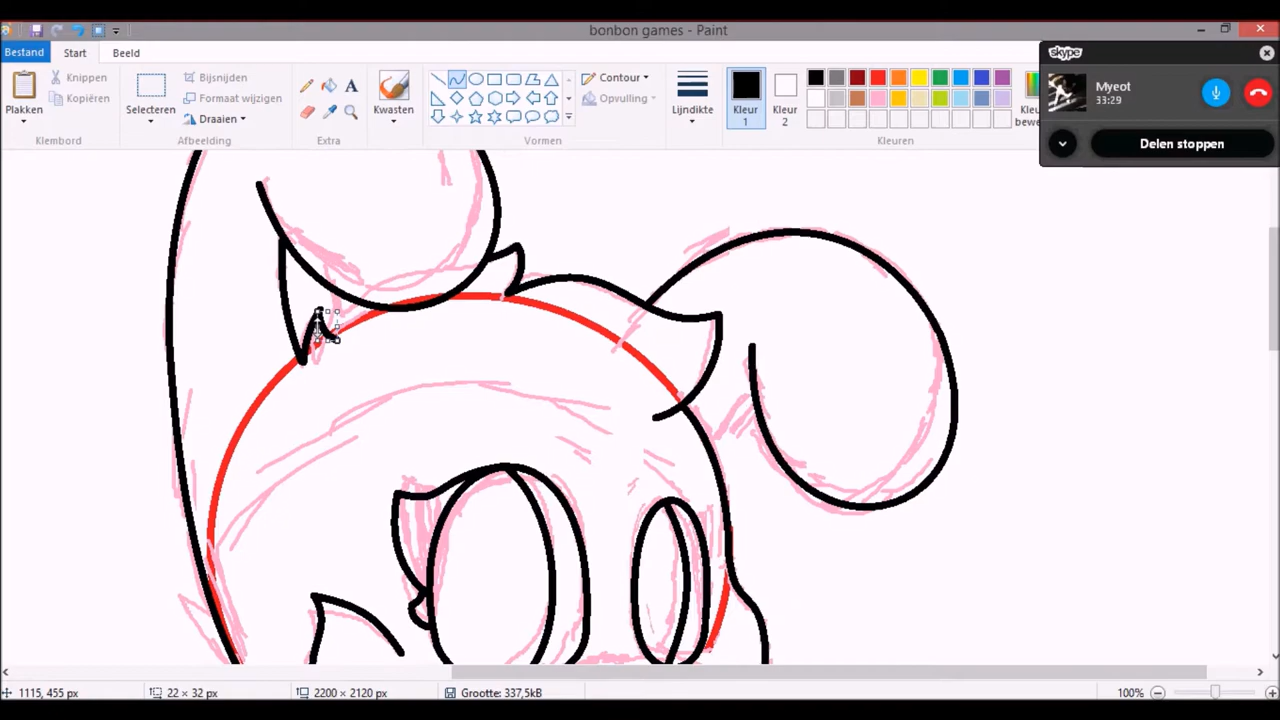 bonbon games - Paint
Bestand Start Beeld
skype
Myeot
33:29
Delen stoppen
Plakken
Knippen
Kopiëren
Klembord
Selecteren
Bijsnijden
Formaat wijzigen
Draaien
Afbeelding
A
Extra
Kwasten
Contour
Opvulling
Vormen
Lijndikte
Kleur
1
Kleur
2
Kleuren
1115, 455 px
22 × 32 px
2200 × 2120 px
Grootte: 337,5kB
100%